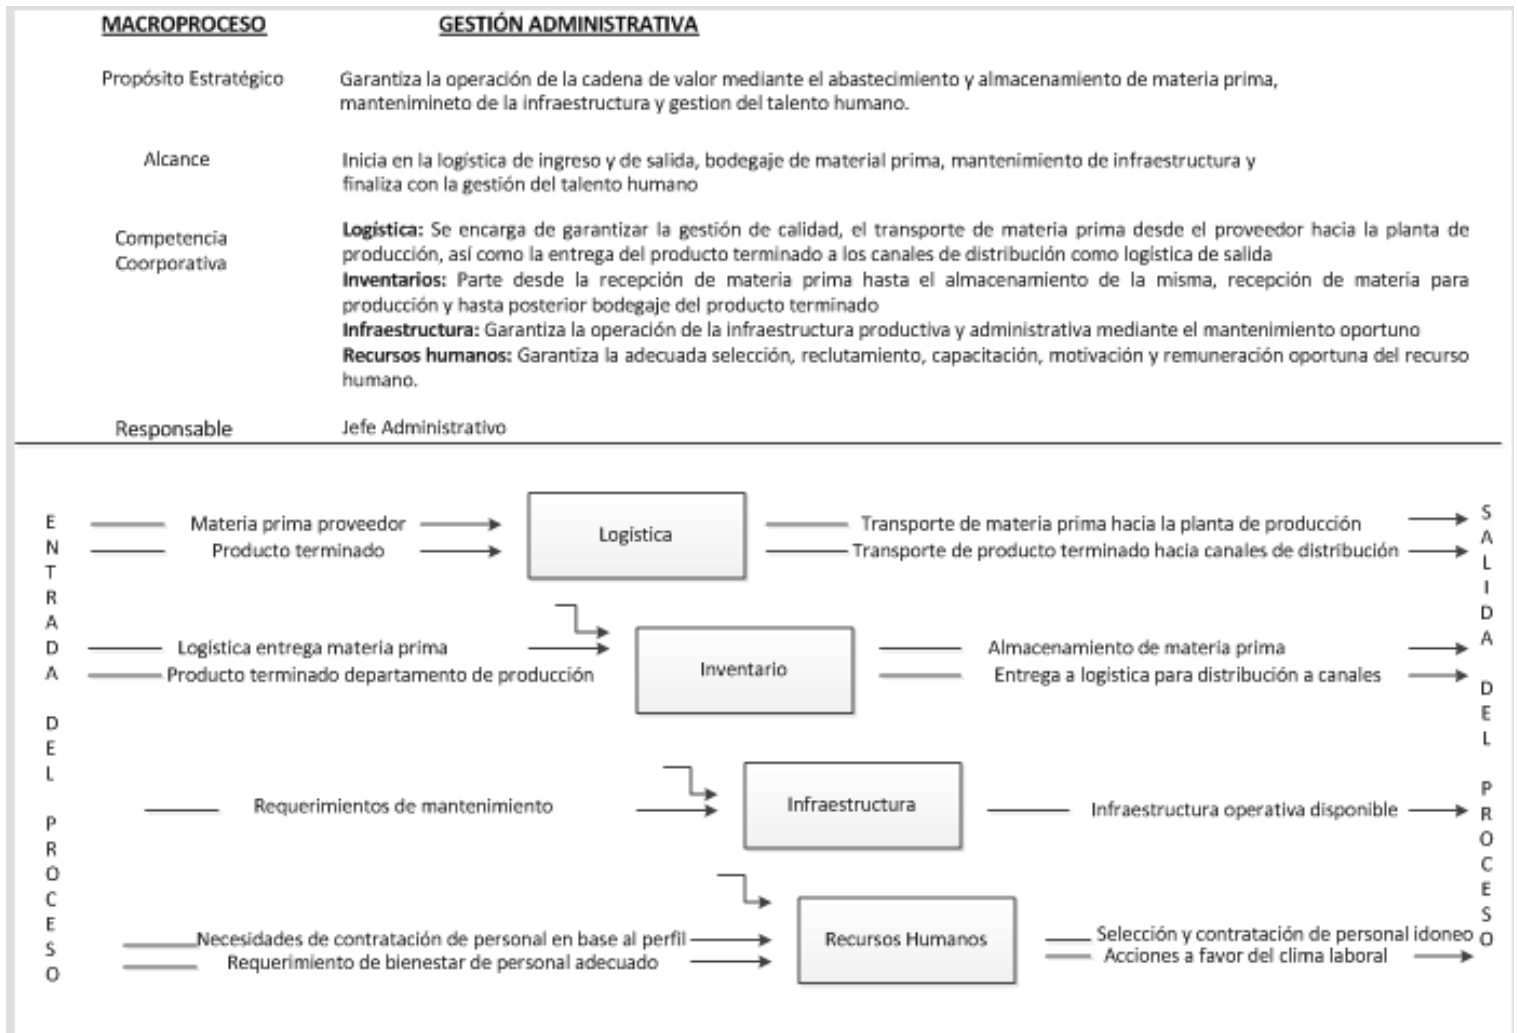 MACROPROCESO GESTIÓN ADMINISTRATIVA
Propósito Estratégico Garantiza la operación de la cadena de valor mediante el abastecimiento y almacenamiento de materia prima,
mantenimineto de la infraestructura y gestion del talento humano.
Alcance Inicia en la logística de ingreso y de salida, bodegaje de material prima, mantenimiento de infraestructura y
finaliza con la gestión del talento humano
Competencia
Coorporativa
Logística: Se encarga de garantizar la gestión de calidad, el transporte de materia prima desde el proveedor hacia la planta de
producción, así como la entrega del producto terminado a los canales de distribución como logística de salida
Inventarios: Parte desde la recepción de materia prima hasta el almacenamiento de la misma, recepción de materia para
producción y hasta posterior bodegaje del producto terminado
Infraestructura: Garantiza la operación de la infraestructura productiva y administrativa mediante el mantenimiento oportuno
Recursos humanos: Garantiza la adecuada selección, reclutamiento, capacitación, motivación y remuneración oportuna del recurso
humano.
Responsable Jefe Administrativo
ENTRADA DEL PROCESO
Materia prima proveedor
Producto terminado
Logística
Transporte de materia prima hacia la planta de producción
Transporte de producto terminado hacia canales de distribución
Logística entrega materia prima
Producto terminado departamento de producción
Inventario
Almacenamiento de materia prima
Entrega a logística para distribución a canales
Requerimientos de mantenimiento
Infraestructura
Infraestructura operativa disponible
Necesidades de contratación de personal en base al perfil
Requerimiento de bienestar de personal adecuado
Recursos Humanos
Selección y contratación de personal idoneo
Acciones a favor del clima laboral
SALIDA DEL PROCESO